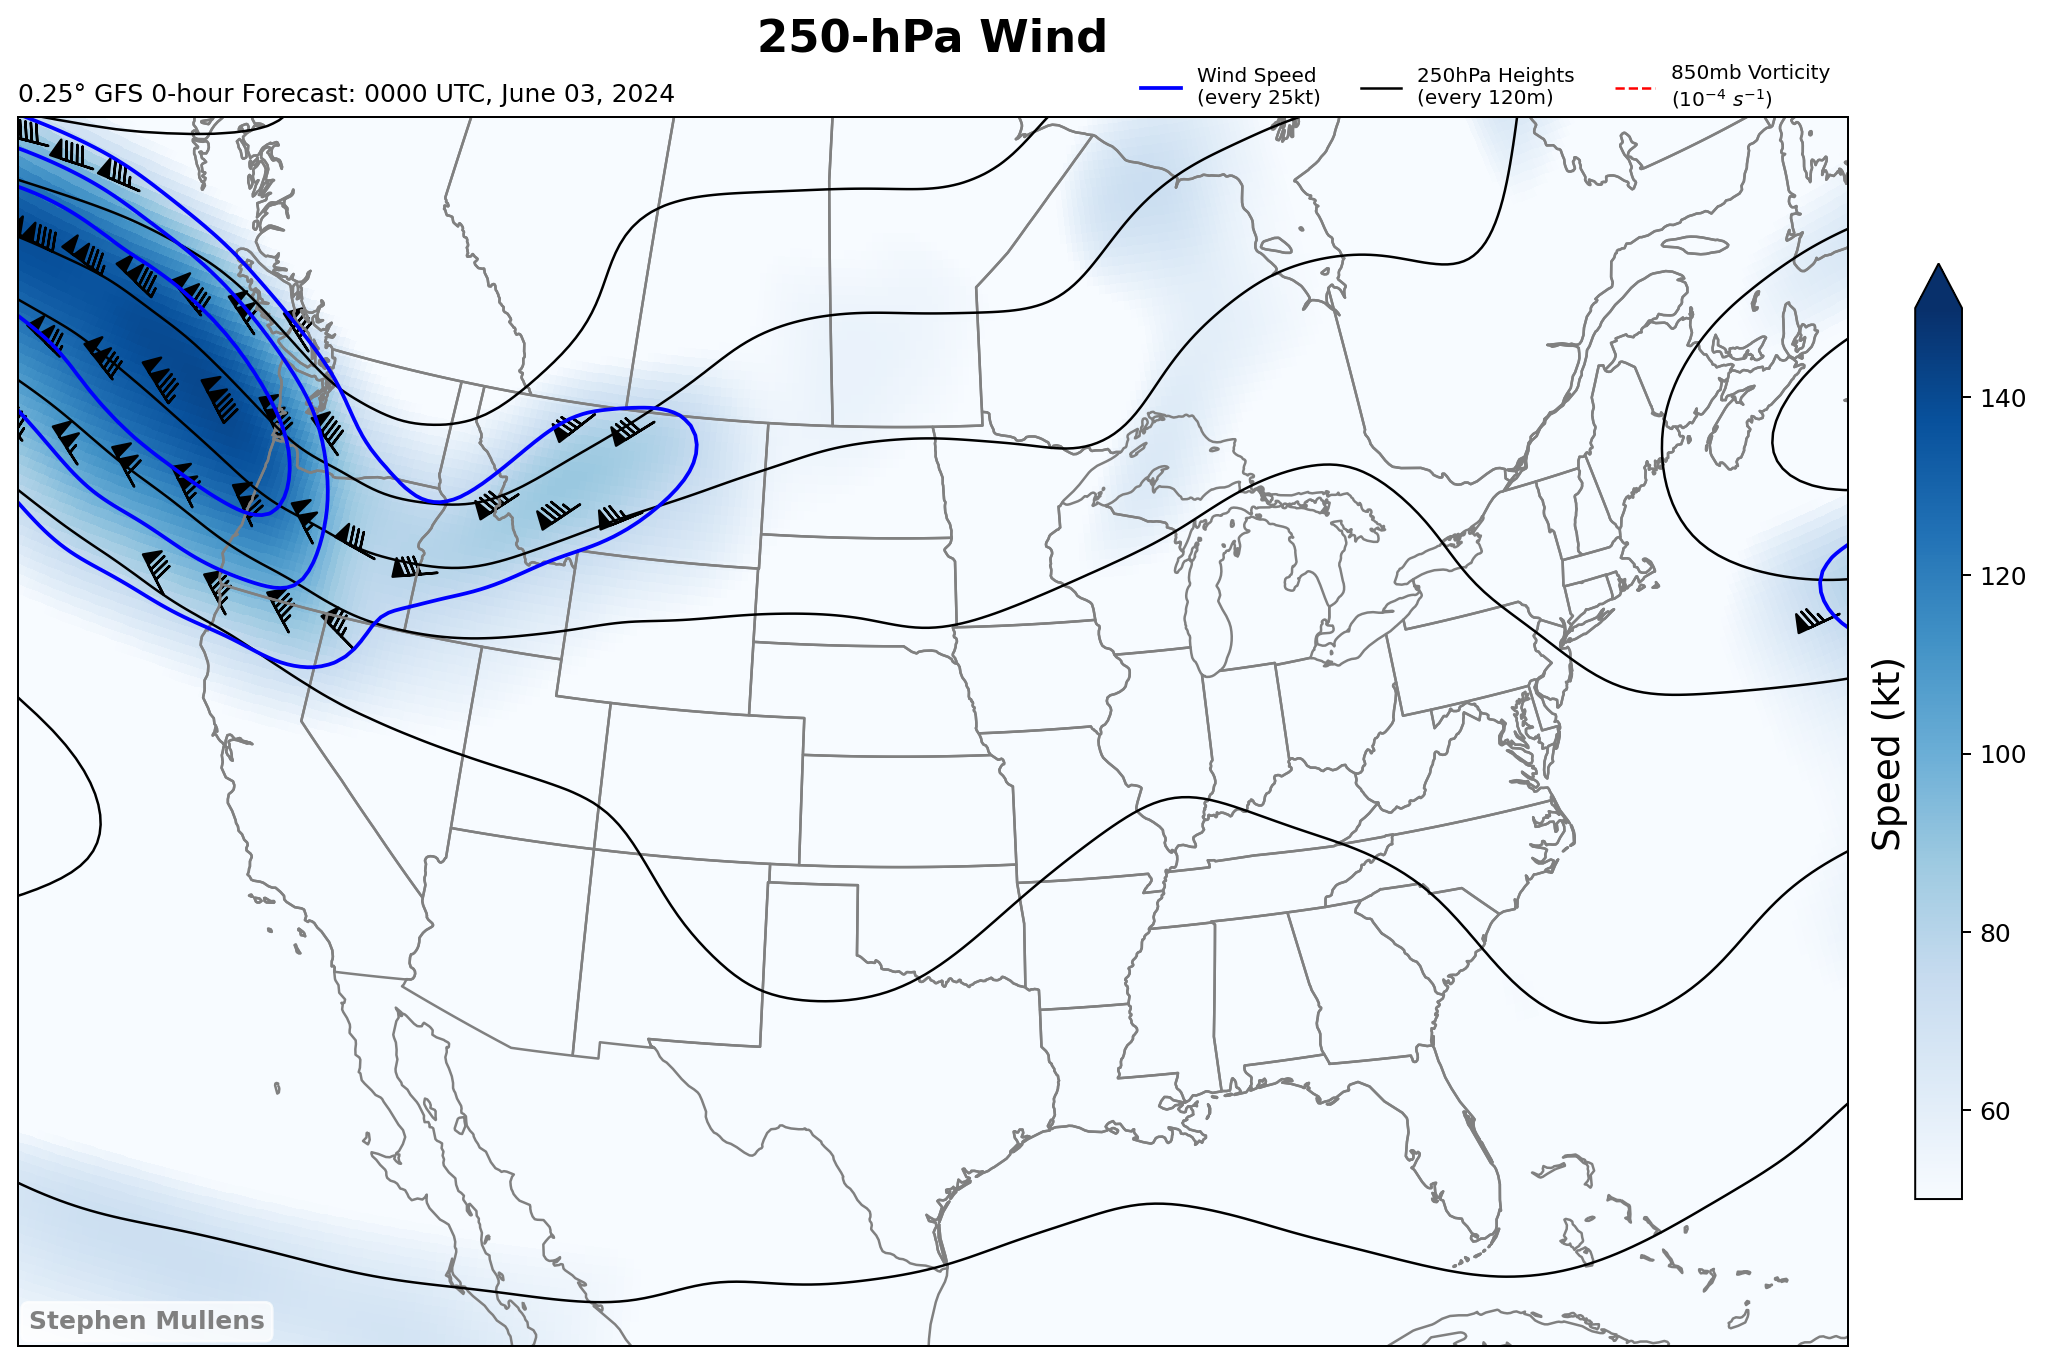 250-hPa Wind
0.25° GFS 0-hour Forecast: 0000 UTC, June 03, 2024
Wind Speed
(every 25kt)
250hPa Heights
(every 120m)
850mb Vorticity
(10⁻⁴ s⁻¹)
140
120
100
80
60
Speed (kt)
Stephen Mullens